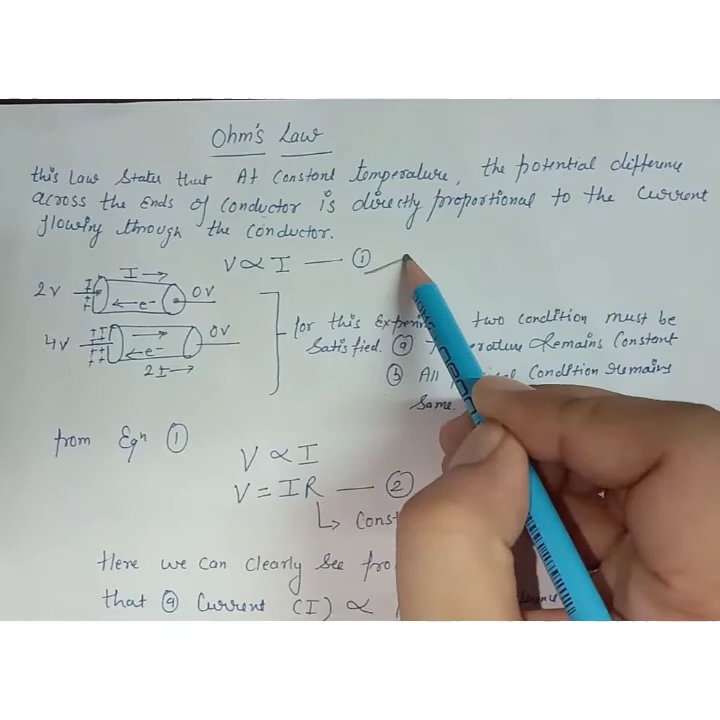 Ohm's Law
this Law States that At Constant temperature, the potential difference
across the Ends of Conductor is directly proportional to the Current
flowing through the Conductor.
V ∝ I — ①
2V I → ← e- 0V
4V → ← e- 0V
2I →
for this two condition must be
Satisfied. ⓐ Remains Constant
ⓑ All Condition remains
Same.
from Eqⁿ ①
V ∝ I
V = IR — ②
↳
Here we can clearly See
that ⓐ Current (I) ∝